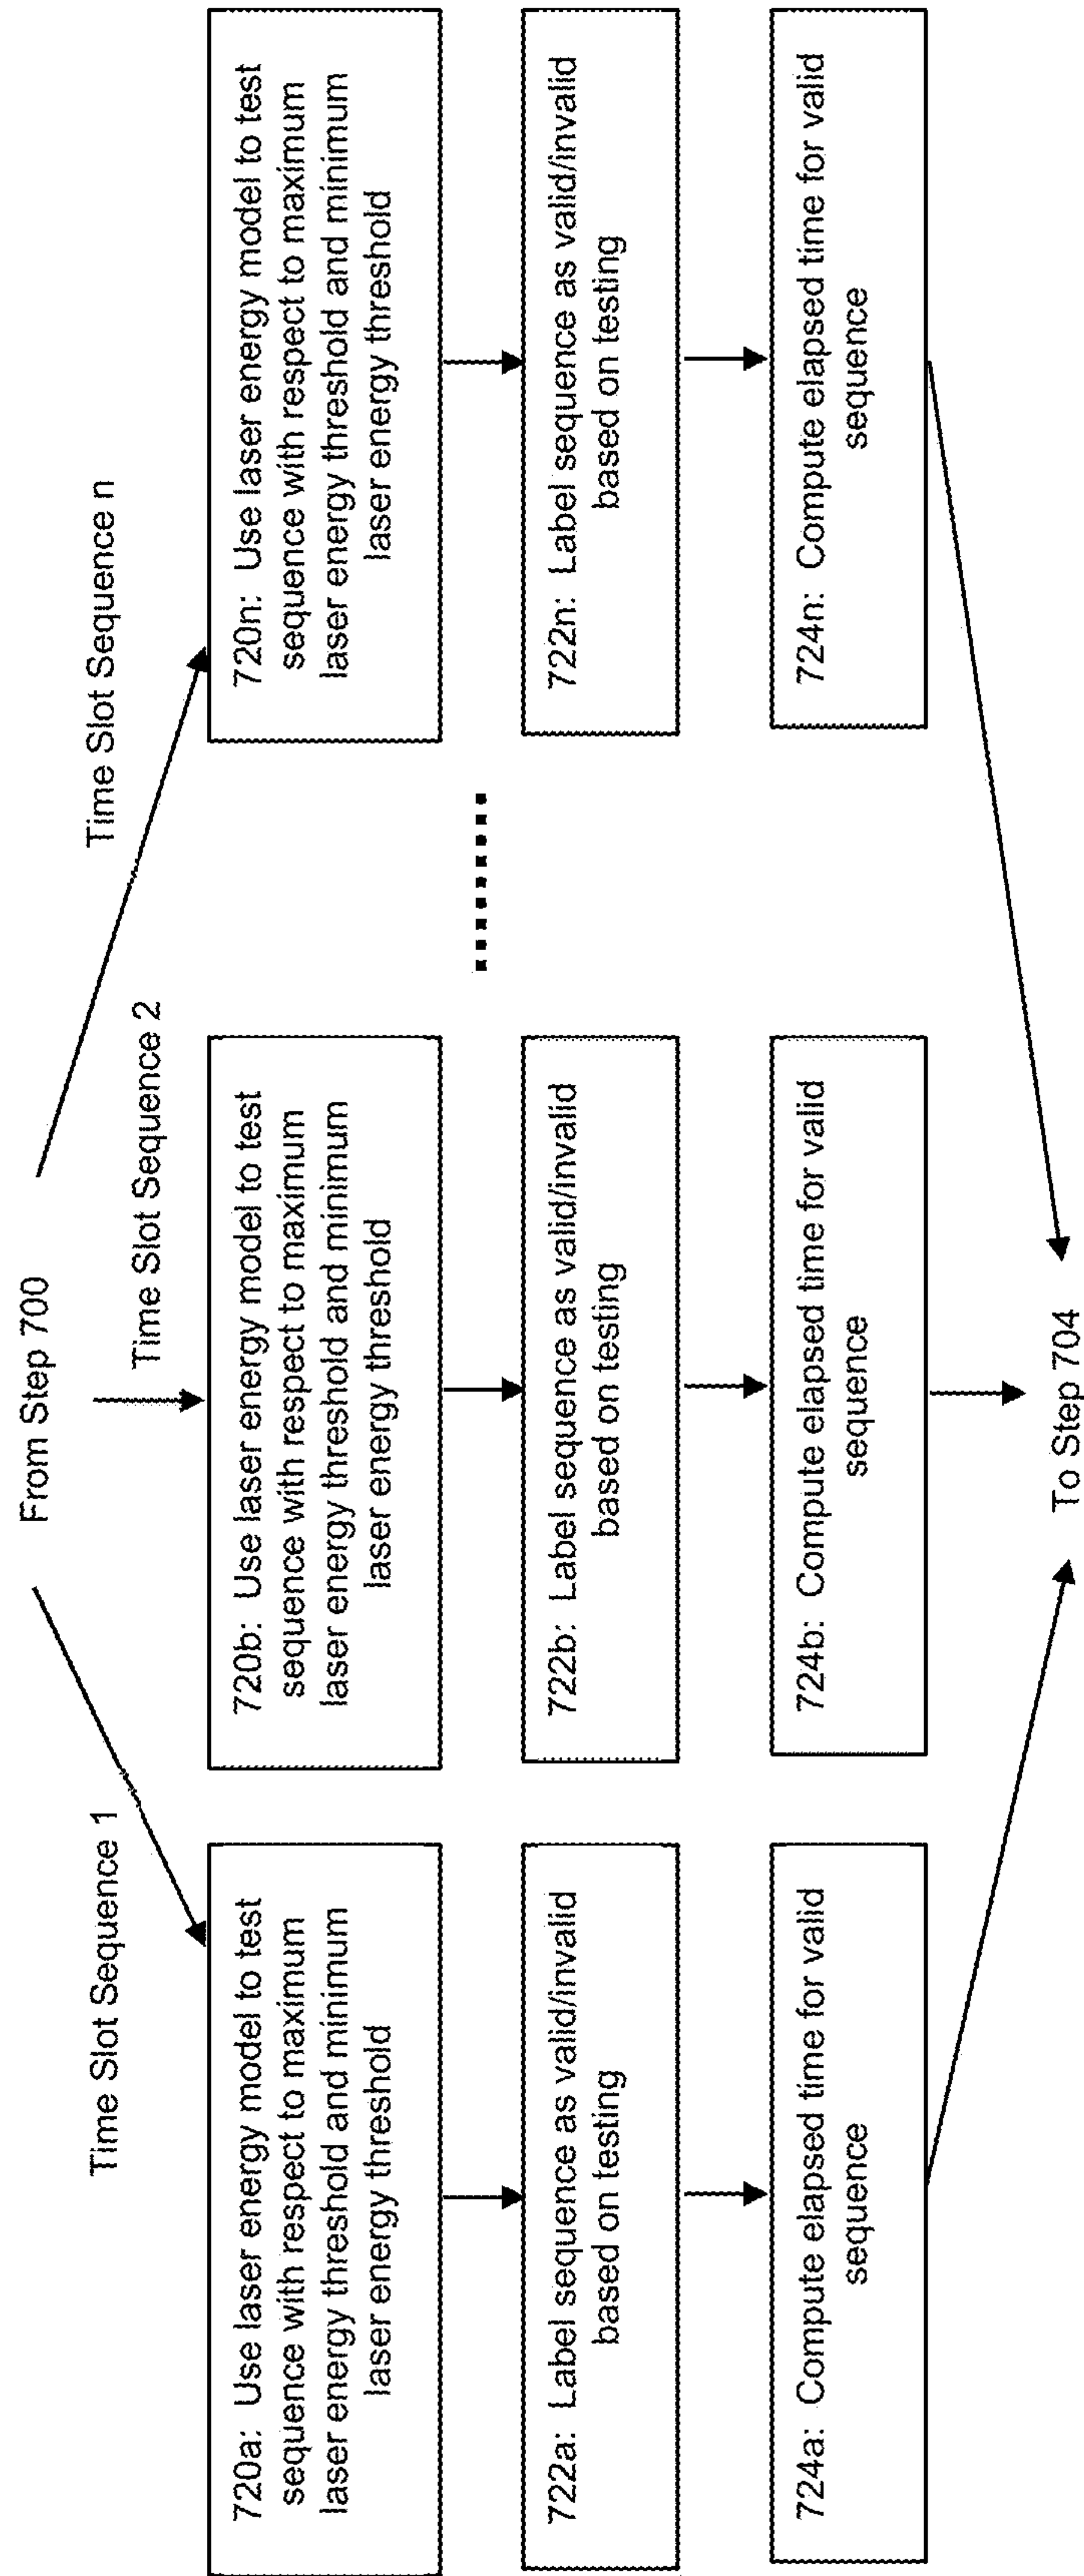 From Step 700
Time Slot Sequence 1
Time Slot Sequence 2
Time Slot Sequence n
720a: Use laser energy model to test
sequence with respect to maximum
laser energy threshold and minimum
laser energy threshold
722a: Label sequence as valid/invalid
based on testing
724a: Compute elapsed time for valid
sequence
720b: Use laser energy model to test
sequence with respect to maximum
laser energy threshold and minimum
laser energy threshold
722b: Label sequence as valid/invalid
based on testing
724b: Compute elapsed time for valid
sequence
720n: Use laser energy model to test
sequence with respect to maximum
laser energy threshold and minimum
laser energy threshold
722n: Label sequence as valid/invalid
based on testing
724n: Compute elapsed time for valid
sequence
To Step 704